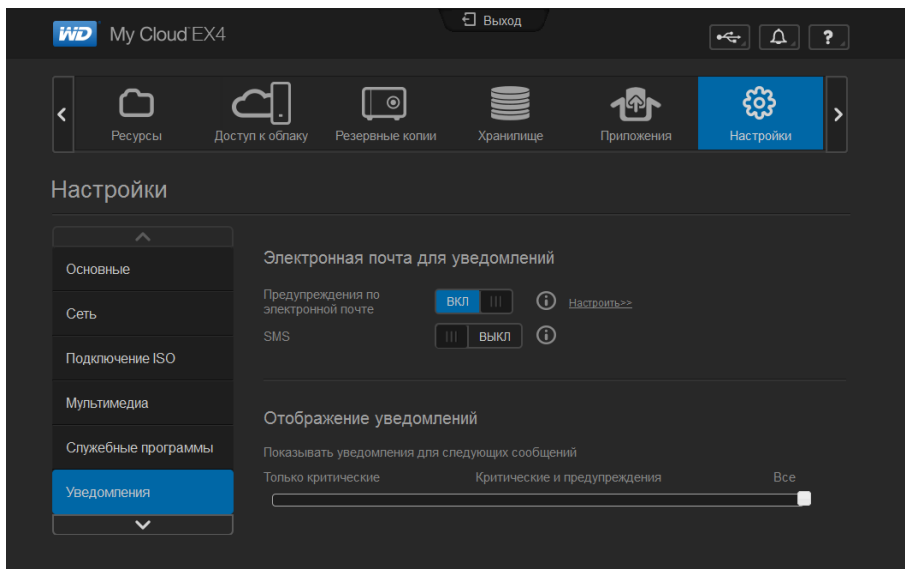 WD My Cloud EX4
Выход
?
Ресурсы
Доступ к облаку
Резервные копии
Хранилище
Приложения
Настройки
Настройки
Основные
Сеть
Подключение ISO
Мультимедиа
Служебные программы
Уведомления
Электронная почта для уведомлений
Предупреждения по
электронной почте
ВКЛ
Настроить>>
SMS
ВЫКЛ
Отображение уведомлений
Показывать уведомления для следующих сообщений
Только критические
Критические и предупреждения
Все